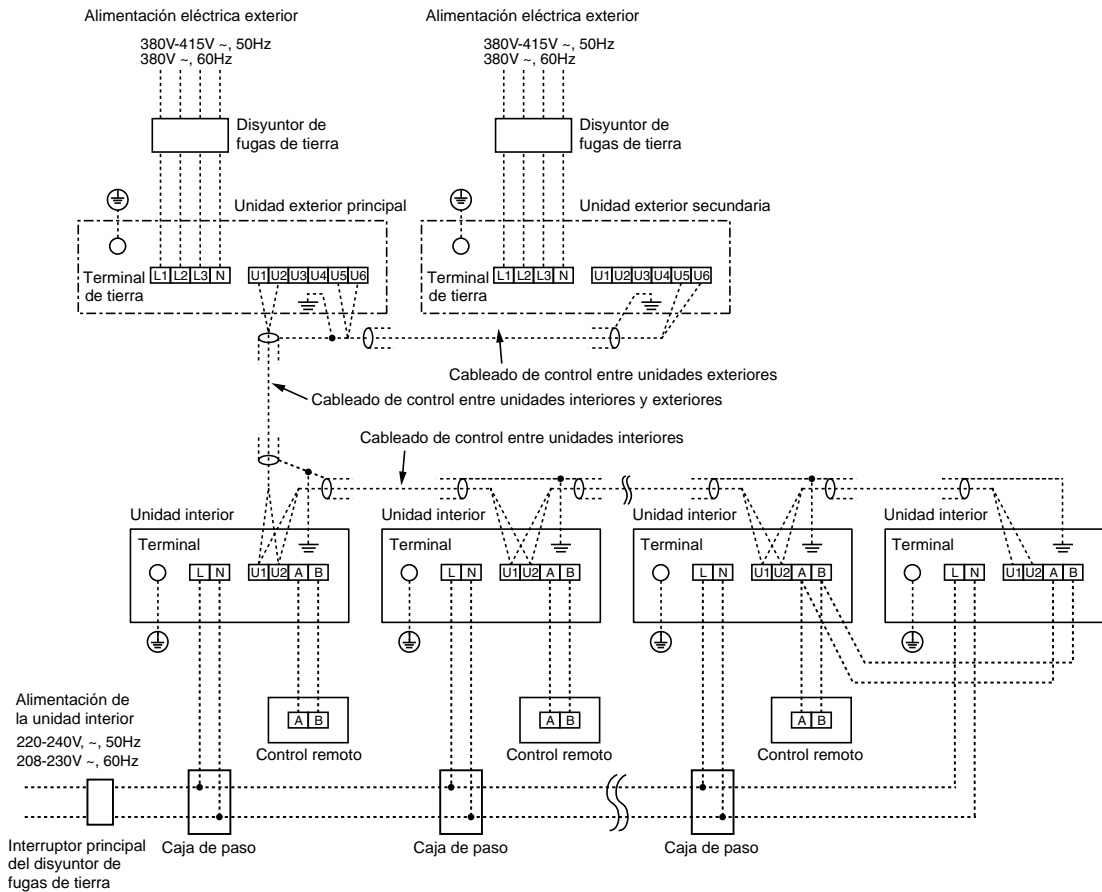 Alimentación eléctrica exterior
380V-415V ~, 50Hz
380V ~, 60Hz
Disyuntor de
fugas de tierra
Unidad exterior principal
Terminal
de tierra
L1 L2 L3 N
U1 U2 U3 U4 U5 U6
Alimentación eléctrica exterior
380V-415V ~, 50Hz
380V ~, 60Hz
Disyuntor de
fugas de tierra
Unidad exterior secundaria
Terminal
de tierra
L1 L2 L3 N
U1 U2 U3 U4 U5 U6
Cableado de control entre unidades exteriores
Cableado de control entre unidades interiores y exteriores
Cableado de control entre unidades interiores
Unidad interior
Terminal
L N
U1 U2 A B
Unidad interior
Terminal
L N
U1 U2 A B
Unidad interior
Terminal
L N
U1 U2 A B
Unidad interior
Terminal
L N
U1 U2 A B
A B
Control remoto
A B
Control remoto
A B
Control remoto
Alimentación de
la unidad interior
220-240V, ~, 50Hz
208-230V ~, 60Hz
Interruptor principal
del disyuntor de
fugas de tierra
Caja de paso
Caja de paso
Caja de paso